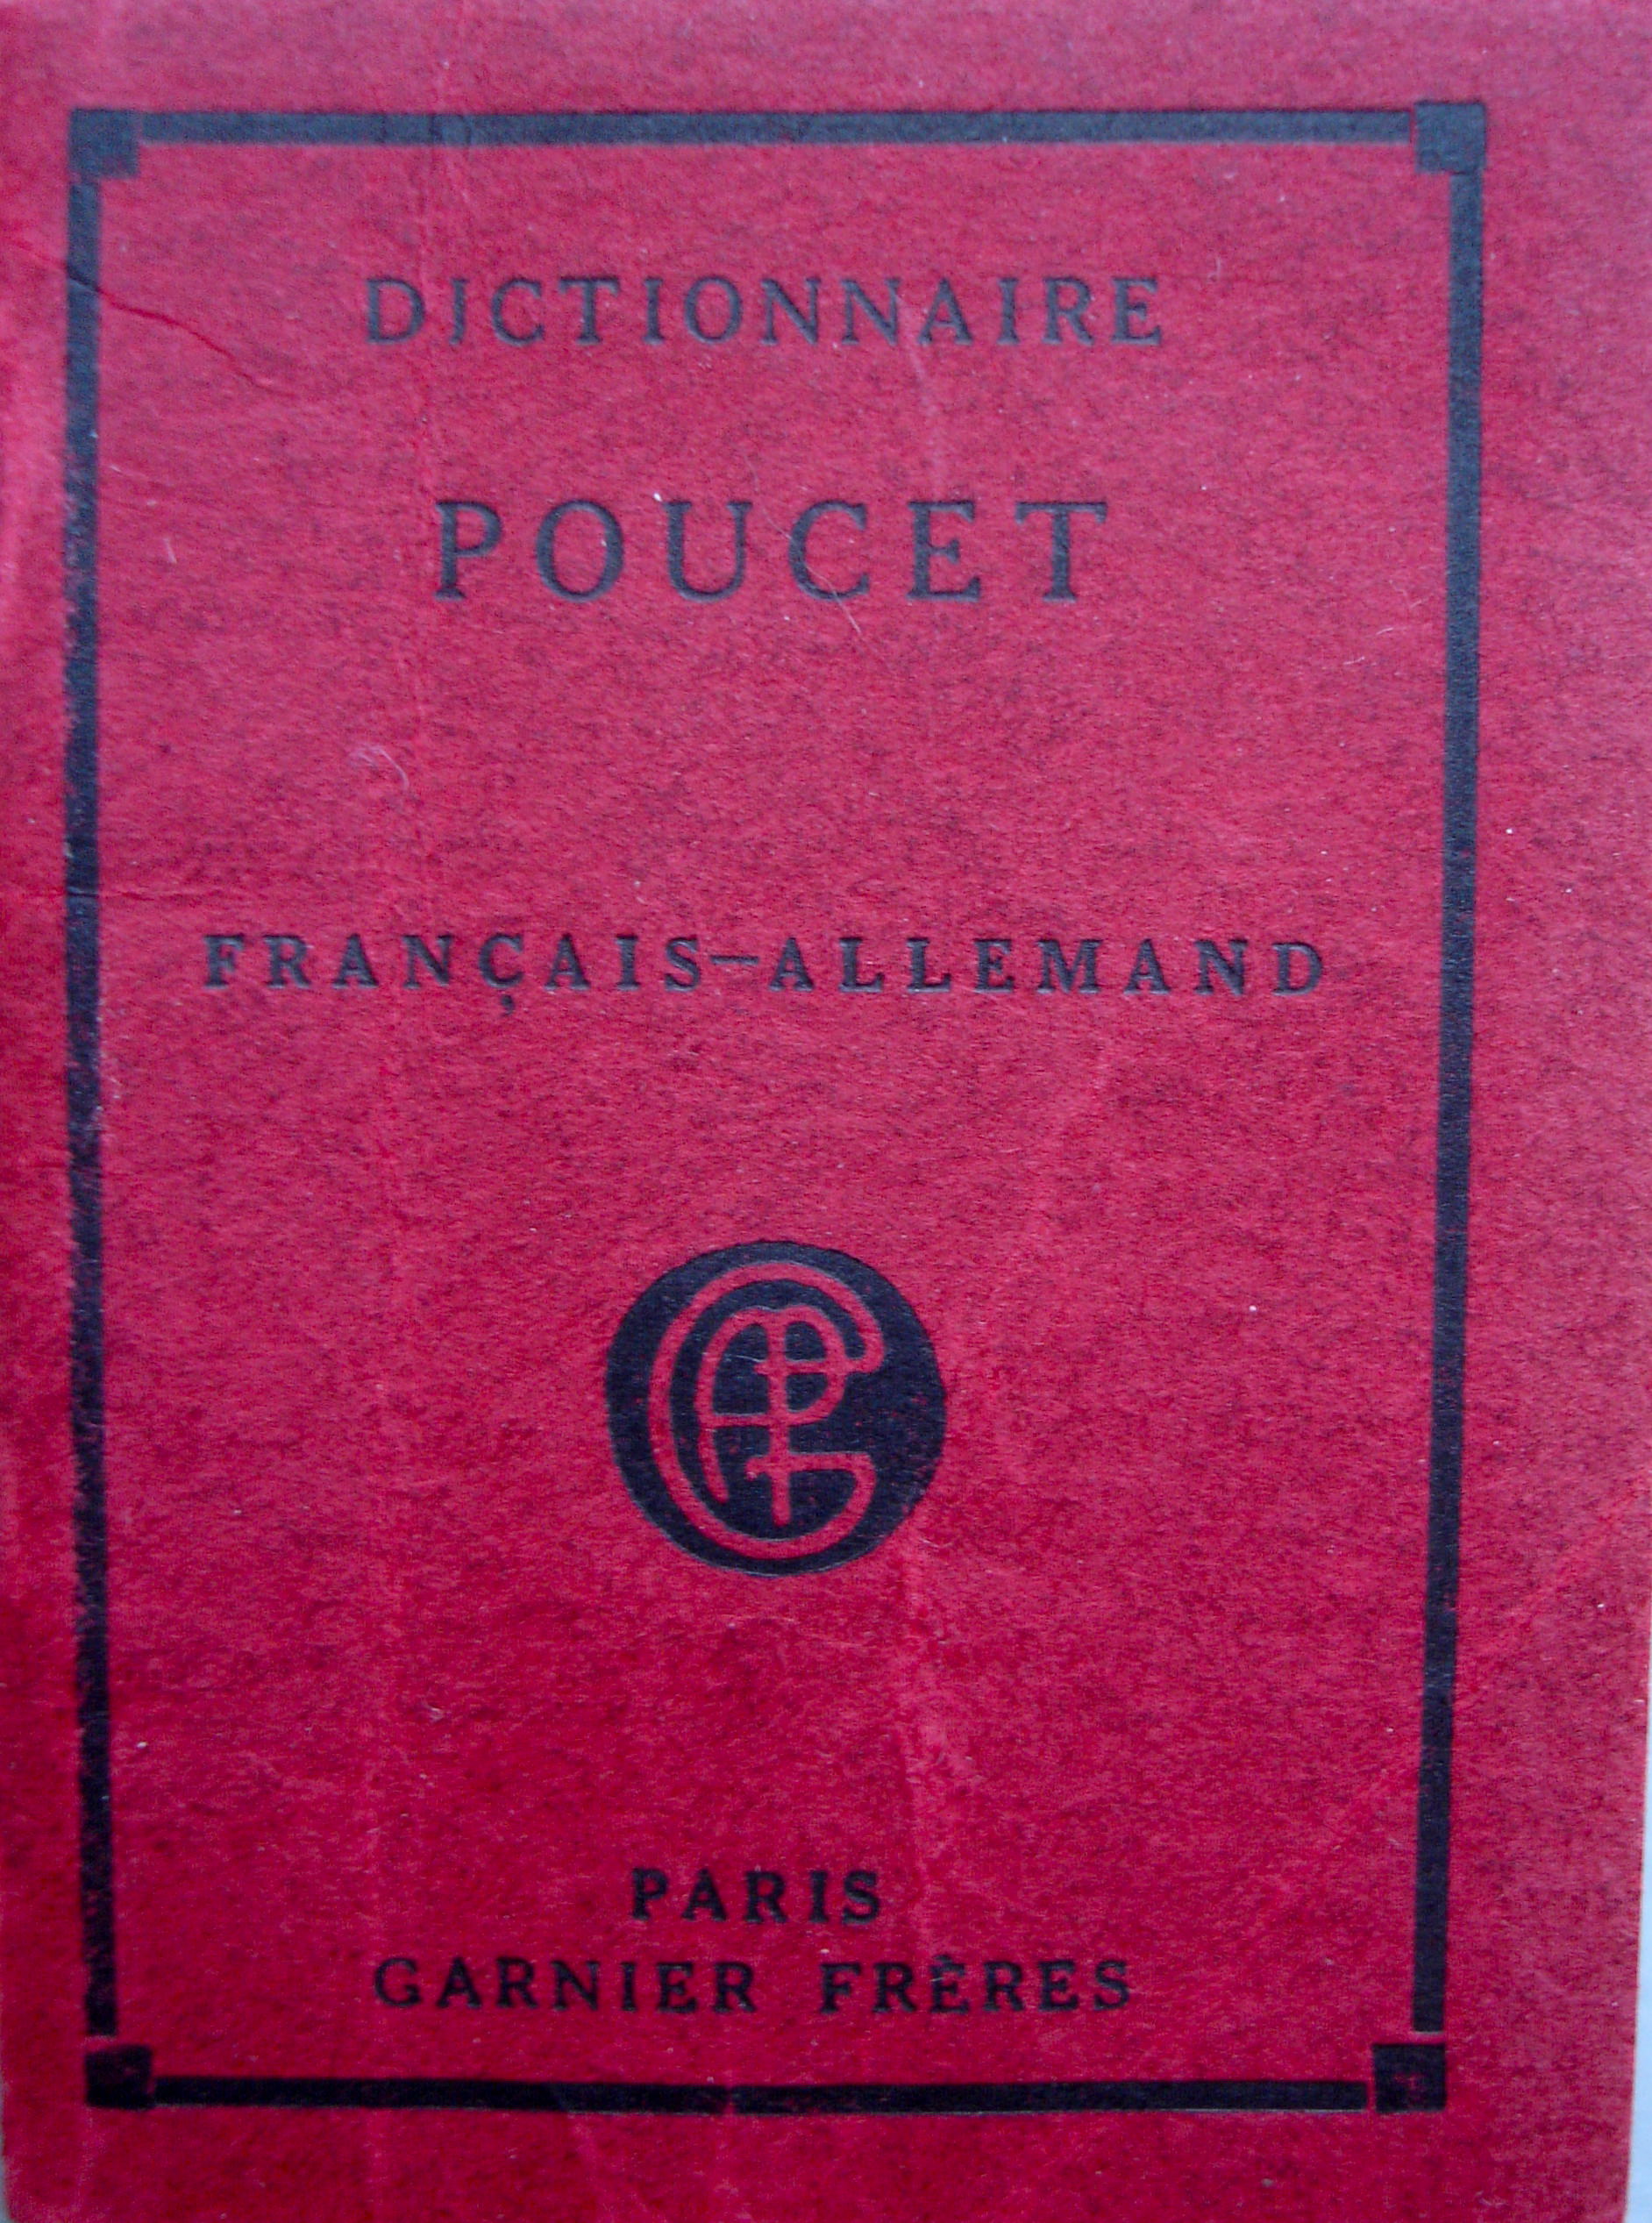 DICTIONNAIRE
POUCET
FRANÇAIS-ALLEMAND
PARIS
GARNIER FRÈRES